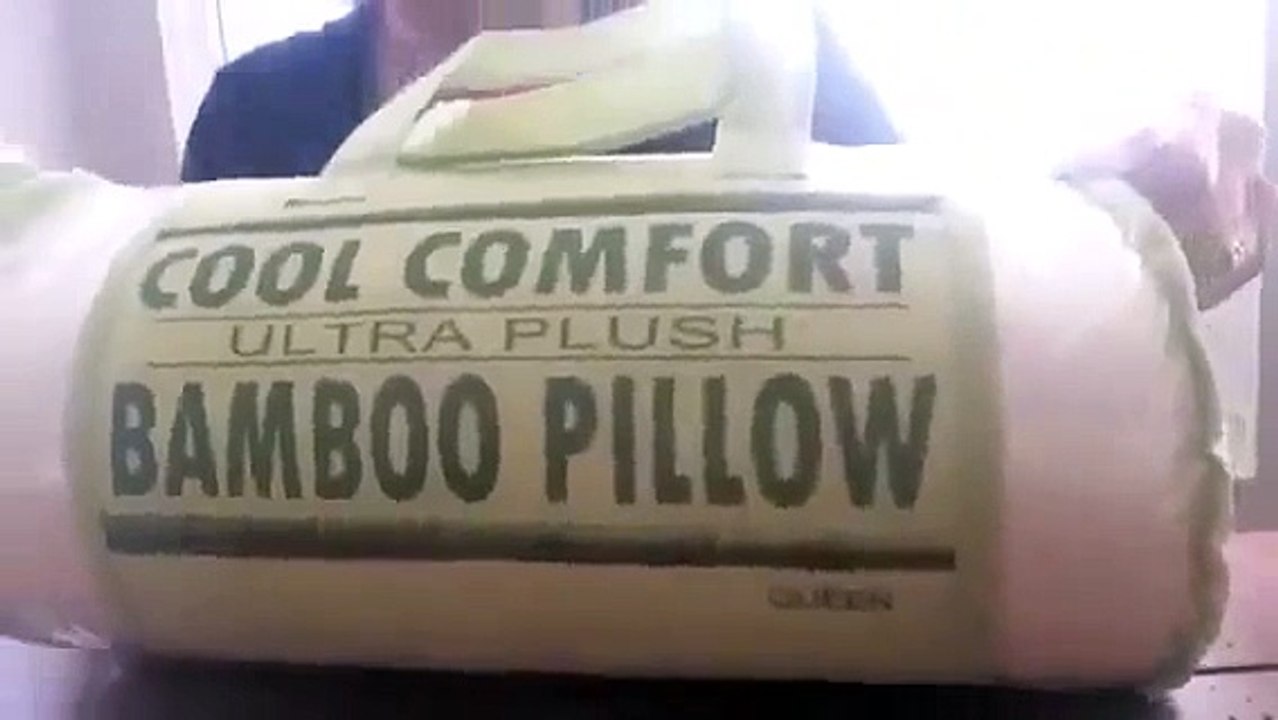 COOL COMFORT
ULTRA PLUSH
BAMBOO PILLOW
QUEEN